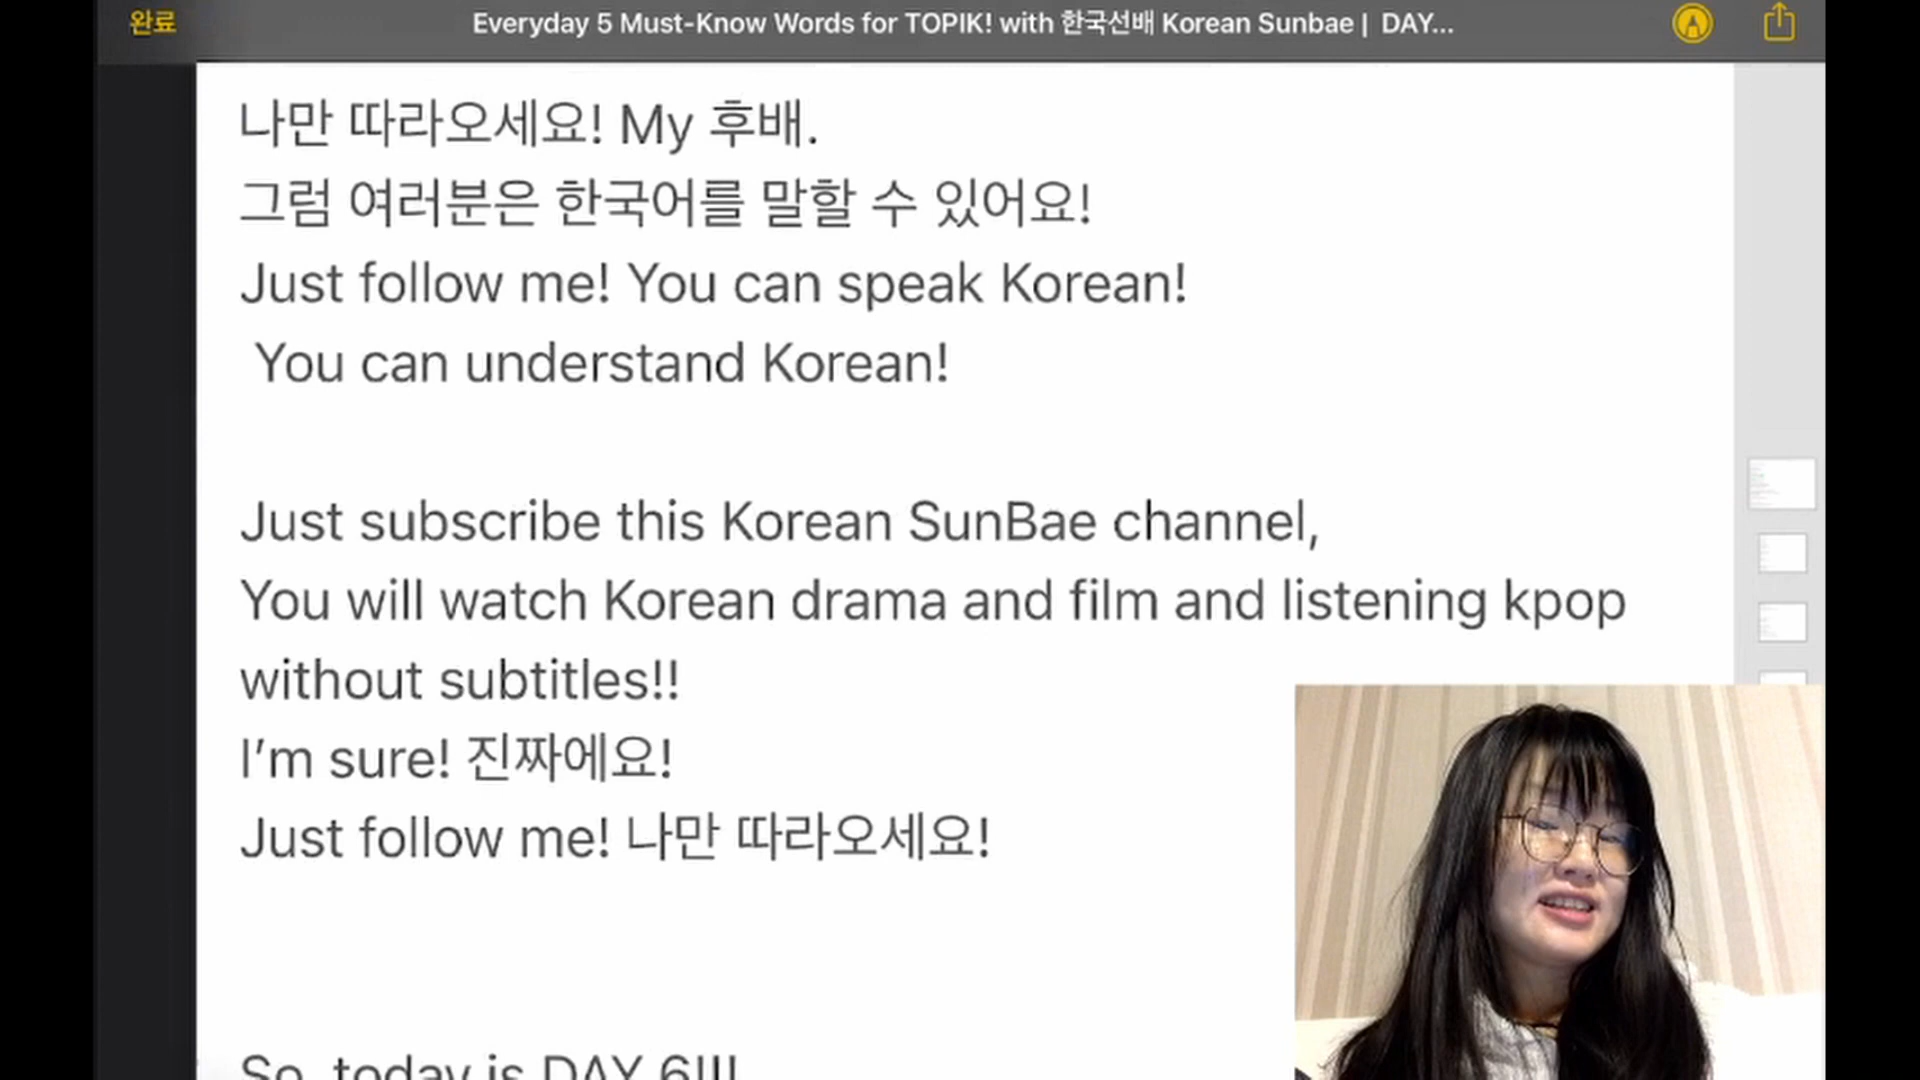 완료
Everyday 5 Must-Know Words for TOPIK! with 한국선배 Korean Sunbae | DAY...
나만 따라오세요! My 후배.
그럼 여러분은 한국어를 말할 수 있어요!
Just follow me! You can speak Korean!
You can understand Korean!
Just subscribe this Korean SunBae channel,
You will watch Korean drama and film and listening kpop
without subtitles!!
I'm sure! 진짜에요!
Just follow me! 나만 따라오세요!
So, today is DAY 6!!!